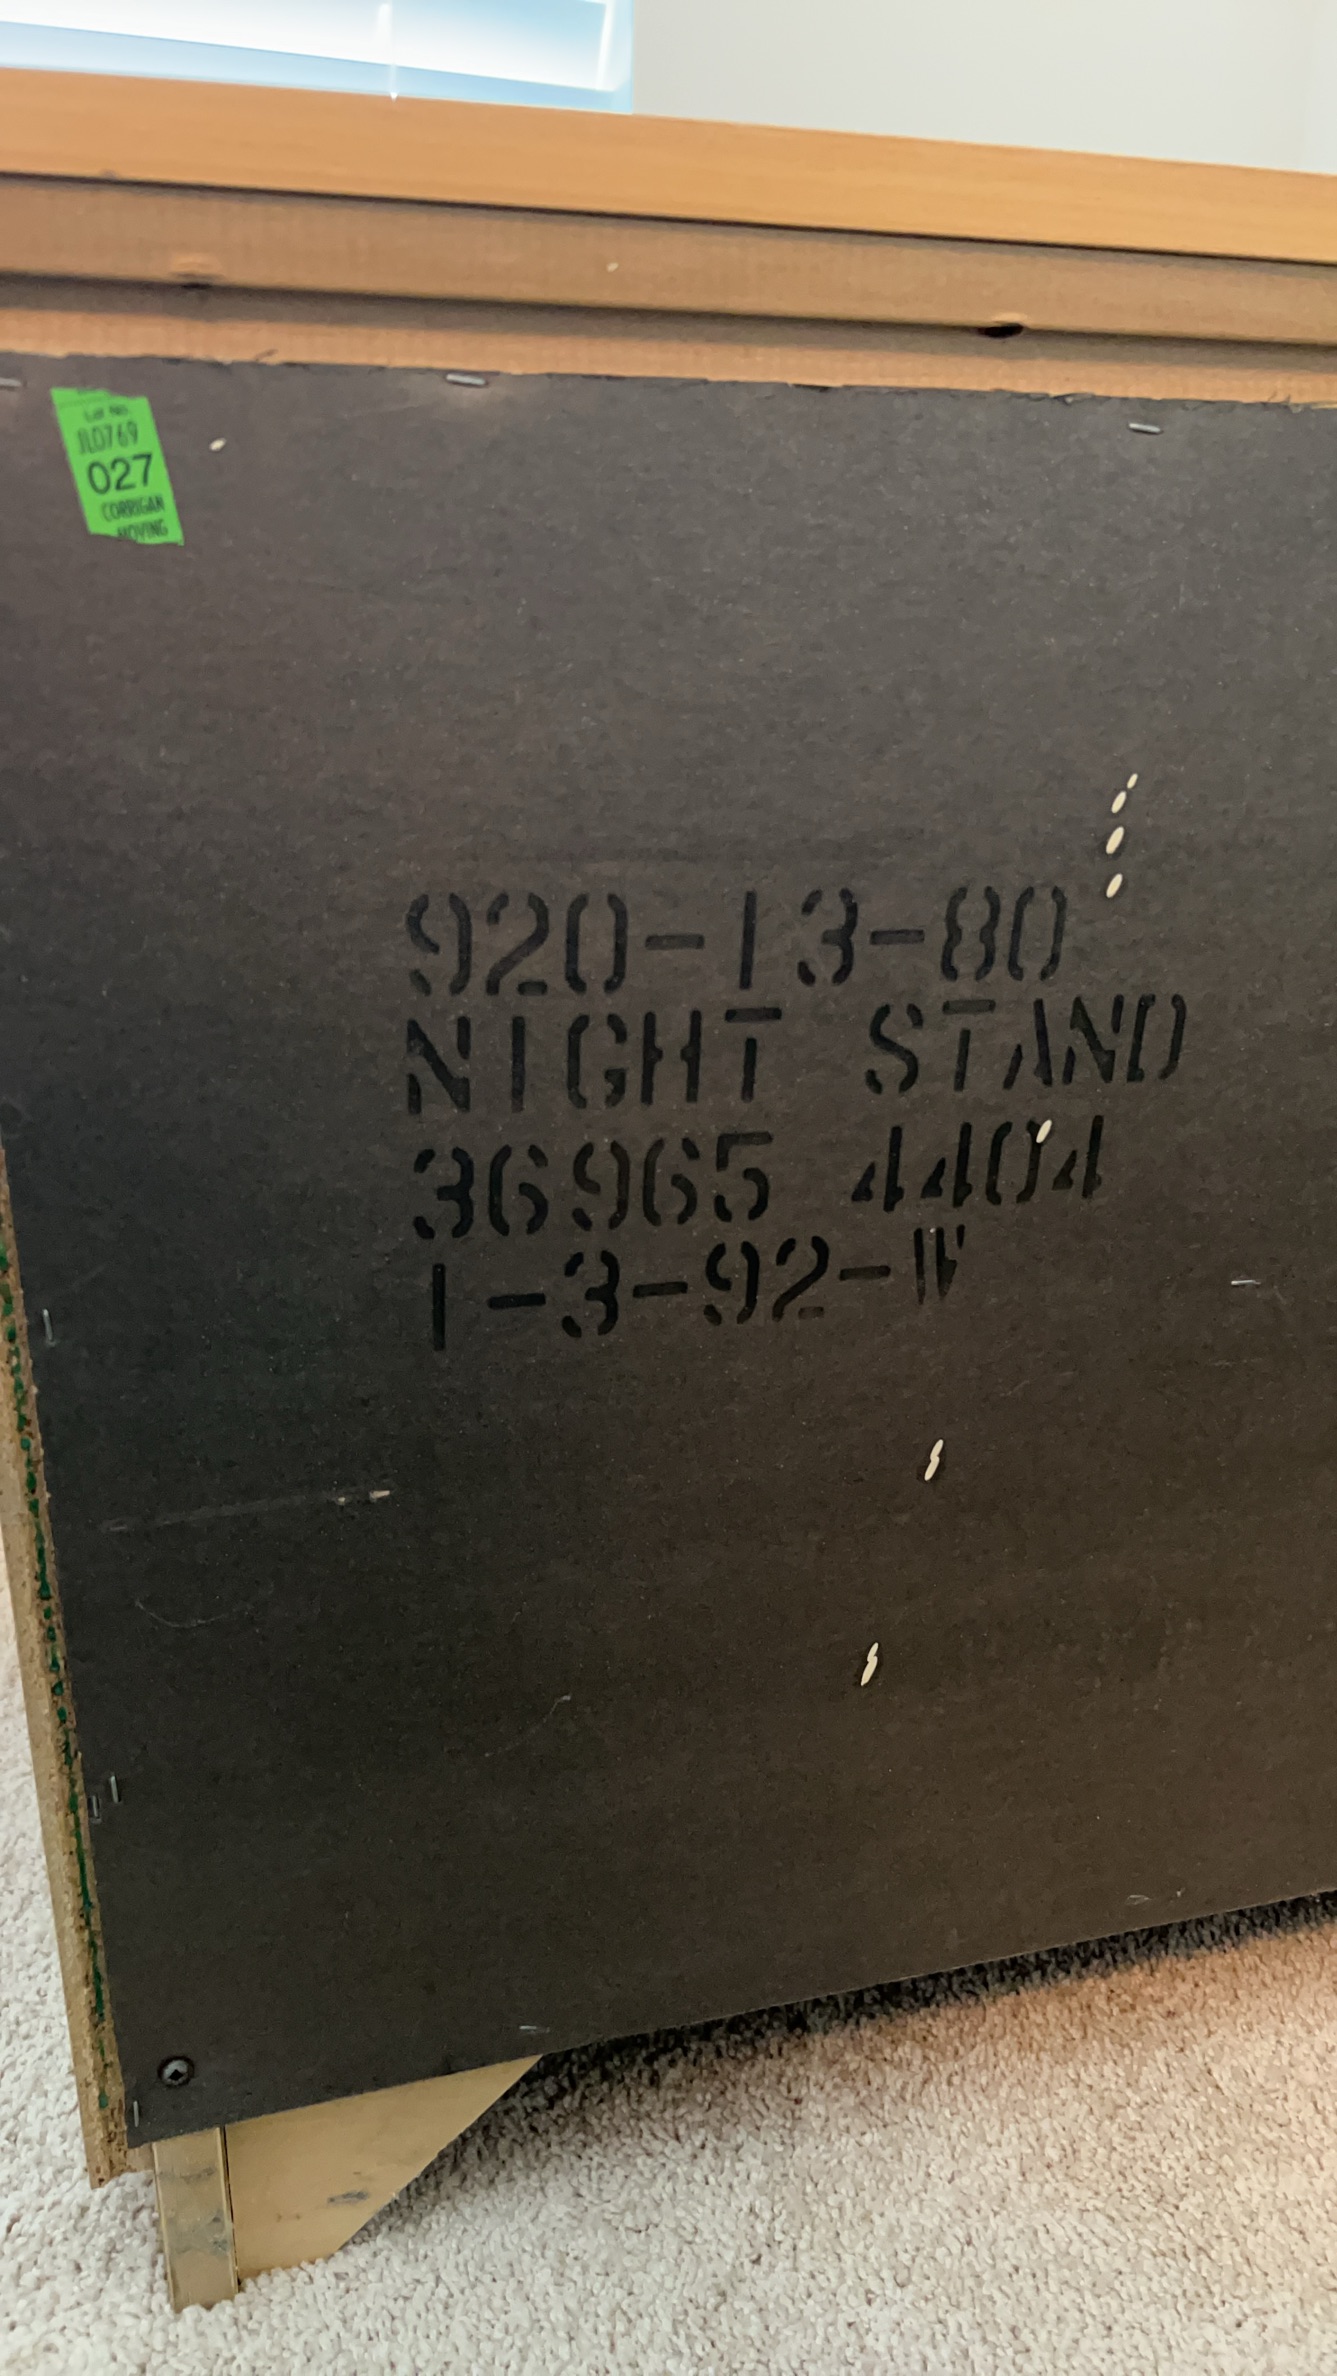 Lot No.
JL0769
027
CORRIGAN
MOVING
920-13-80
NIGHT STAND
36965 4404
1-3-92-W